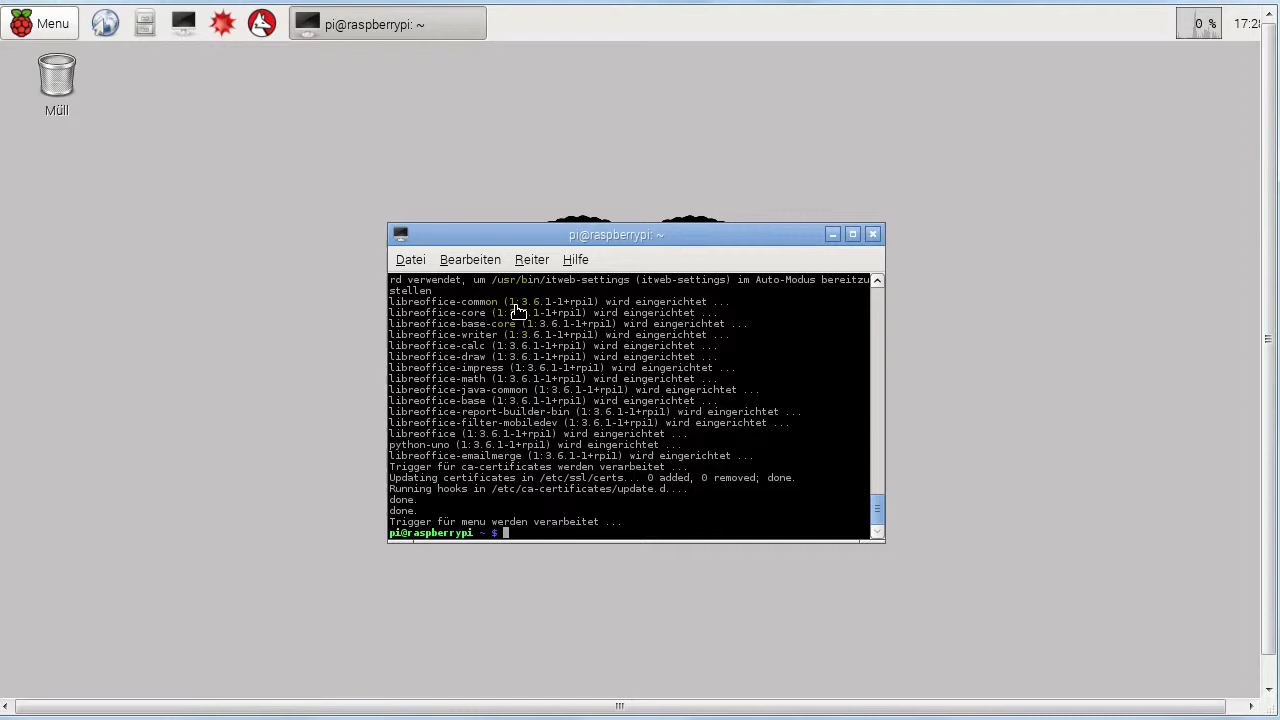 Menu
pi@raspberrypi: ~
0 %
17:28
Müll
pi@raspberrypi: ~
Datei Bearbeiten Reiter Hilfe
rd verwendet, um /usr/bin/itweb-settings (itweb-settings) im Auto-Modus bereitzu
stellen
libreoffice-common (1:3.6.1-1+rpi1) wird eingerichtet ...
libreoffice-core (1:3.6.1-1+rpi1) wird eingerichtet ...
libreoffice-base-core (1:3.6.1-1+rpi1) wird eingerichtet ...
libreoffice-writer (1:3.6.1-1+rpi1) wird eingerichtet ...
libreoffice-calc (1:3.6.1-1+rpi1) wird eingerichtet ...
libreoffice-draw (1:3.6.1-1+rpi1) wird eingerichtet ...
libreoffice-impress (1:3.6.1-1+rpi1) wird eingerichtet ...
libreoffice-math (1:3.6.1-1+rpi1) wird eingerichtet ...
libreoffice-java-common (1:3.6.1-1+rpi1) wird eingerichtet ...
libreoffice-base (1:3.6.1-1+rpi1) wird eingerichtet ...
libreoffice-report-builder-bin (1:3.6.1-1+rpi1) wird eingerichtet ...
libreoffice-filter-mobiledev (1:3.6.1-1+rpi1) wird eingerichtet ...
libreoffice (1:3.6.1-1+rpi1) wird eingerichtet ...
python-uno (1:3.6.1-1+rpi1) wird eingerichtet ...
libreoffice-emailmerge (1:3.6.1-1+rpi1) wird eingerichtet ...
Trigger für ca-certificates werden verarbeitet ...
Updating certificates in /etc/ssl/certs... 0 added, 0 removed; done.
Running hooks in /etc/ca-certificates/update.d....
done.
done.
Trigger für menu werden verarbeitet ...
pi@raspberrypi ~ $